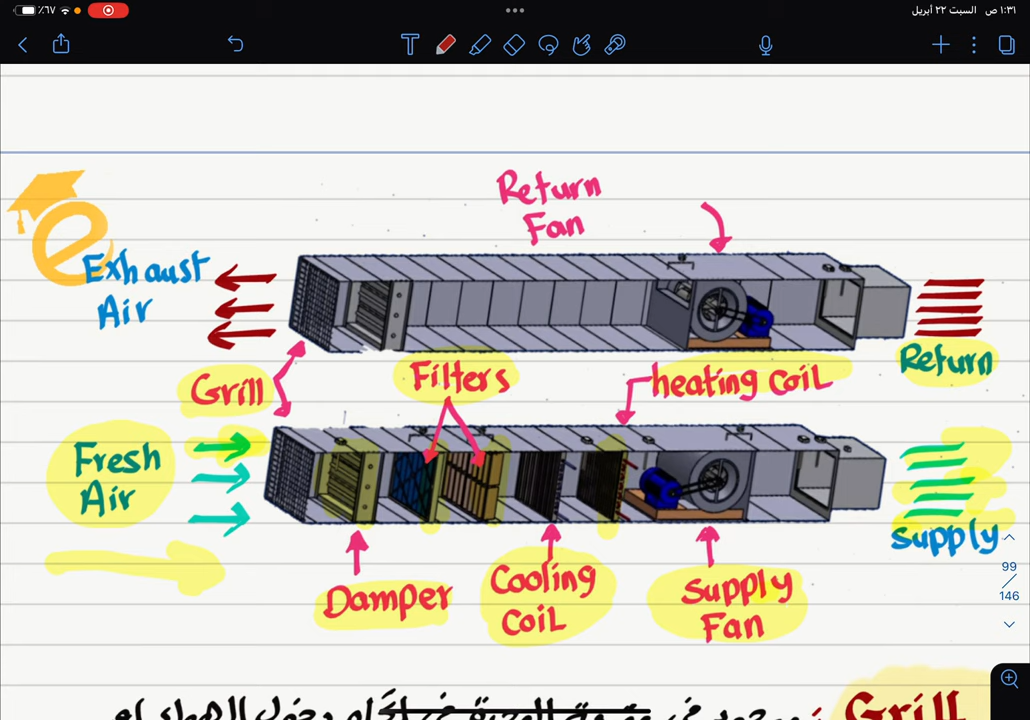 ٪٦٧
١:٣١ ص السبت ٢٢ أبريل
T
e
Return
Fan
Exhaust
Air
Return
Grill
Filters
heating coil
Fresh
Air
Supply
Damper
Cooling
Coil
Supply
Fan
99
146
Grill :